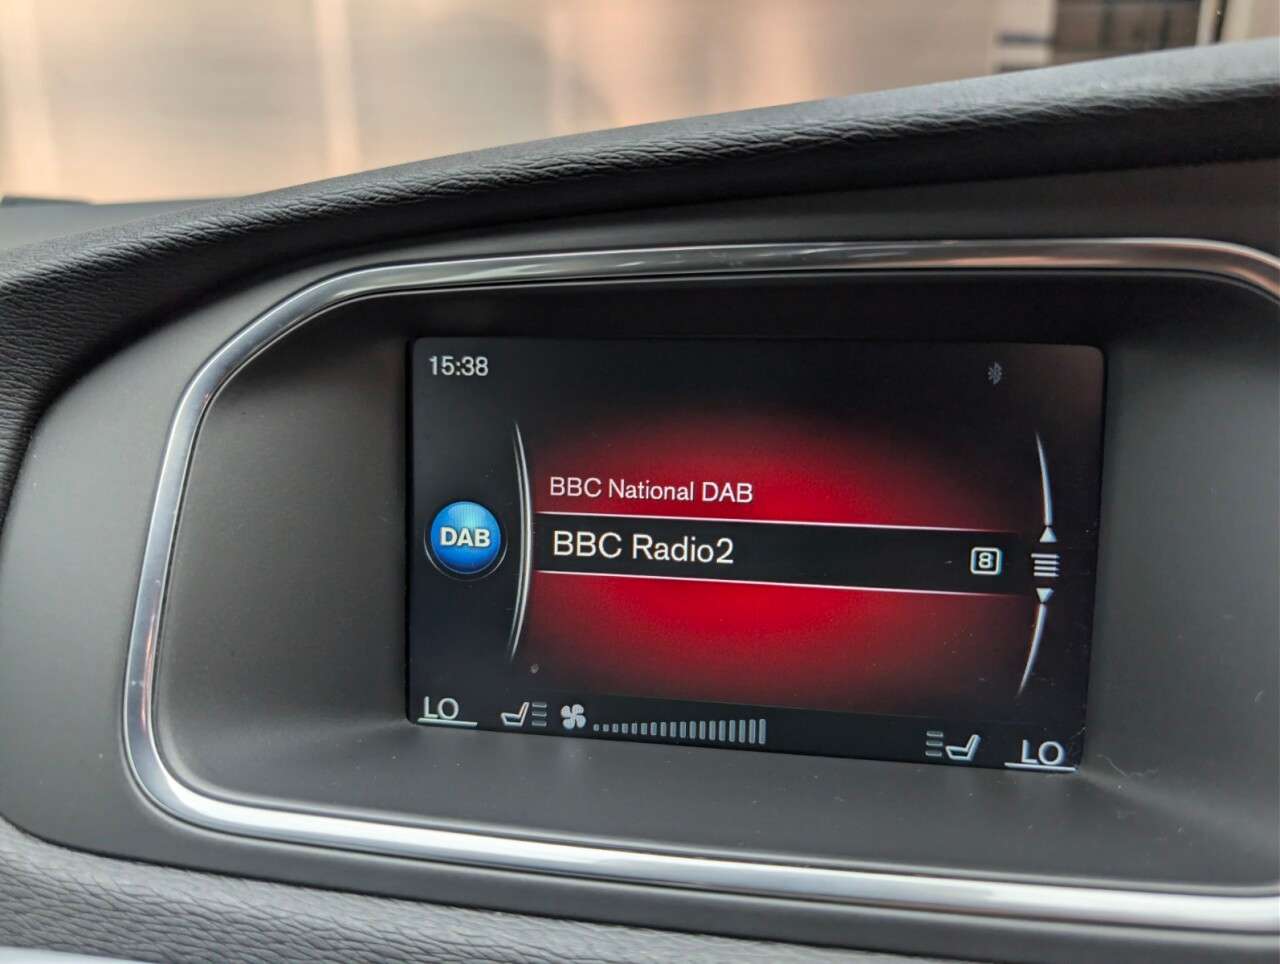 15:38
BBC National DAB
DAB
BBC Radio2
8
LO
LO